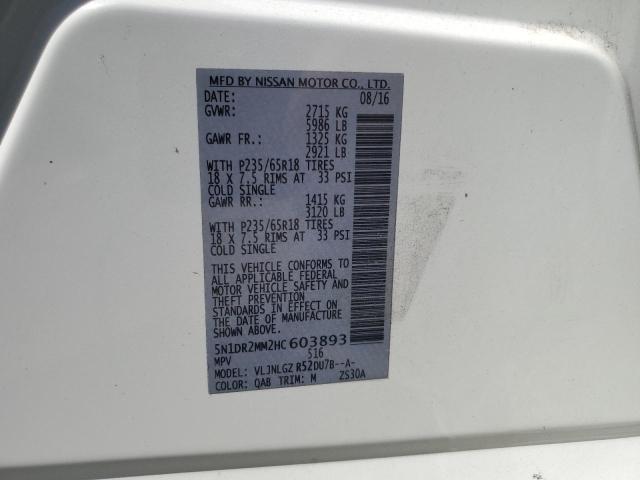 MFD BY NISSAN MOTOR CO., LTD.
DATE: 08/16
GVWR: 2715 KG
5986 LB
GAWR FR.: 1325 KG
2921 LB
WITH P235/65R18 TIRES
18 X 7.5 RIMS AT 33 PSI
COLD SINGLE
GAWR RR.: 1415 KG
3120 LB
WITH P235/65R18 TIRES
18 X 7.5 RIMS AT 33 PSI
COLD SINGLE
THIS VEHICLE CONFORMS TO
ALL APPLICABLE FEDERAL
MOTOR VEHICLE SAFETY AND
THEFT PREVENTION
STANDARDS IN EFFECT ON
THE DATE OF MANUFACTURE
SHOWN ABOVE.
5N1DR2MM2HC603893
MPV 516
MODEL: VLJNLGZ R52DU7B--A-
COLOR: QAB TRIM: M ZS30A